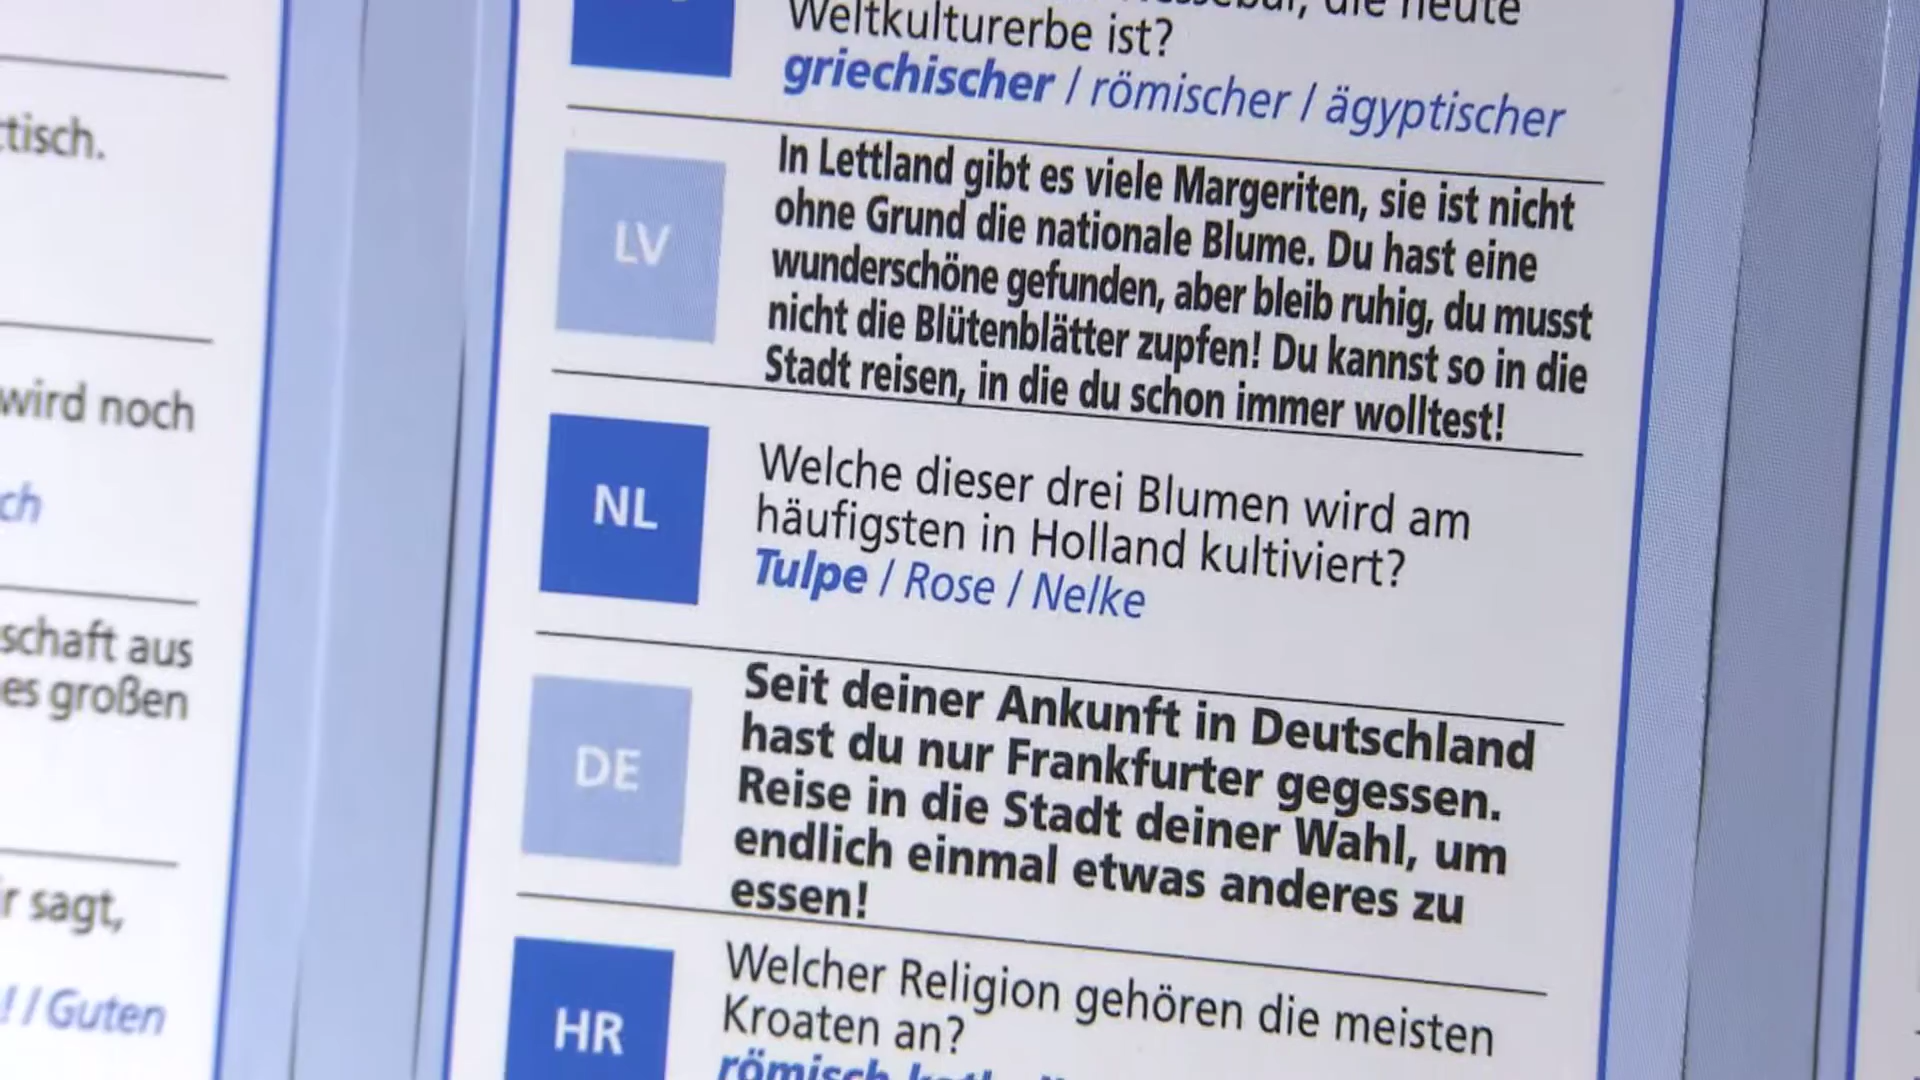 tisch.
wird noch
ch
schaft aus
es großen
r sagt,
! / Guten
die heute
Weltkulturerbe ist?
griechischer / römischer / ägyptischer
LV
In Lettland gibt es viele Margeriten, sie ist nicht
ohne Grund die nationale Blume. Du hast eine
wunderschöne gefunden, aber bleib ruhig, du musst
nicht die Blütenblätter zupfen! Du kannst so in die
Stadt reisen, in die du schon immer wolltest!
NL
Welche dieser drei Blumen wird am
häufigsten in Holland kultiviert?
Tulpe / Rose / Nelke
DE
Seit deiner Ankunft in Deutschland
hast du nur Frankfurter gegessen.
Reise in die Stadt deiner Wahl, um
endlich einmal etwas anderes zu
essen!
HR
Welcher Religion gehören die meisten
Kroaten an?
römisch